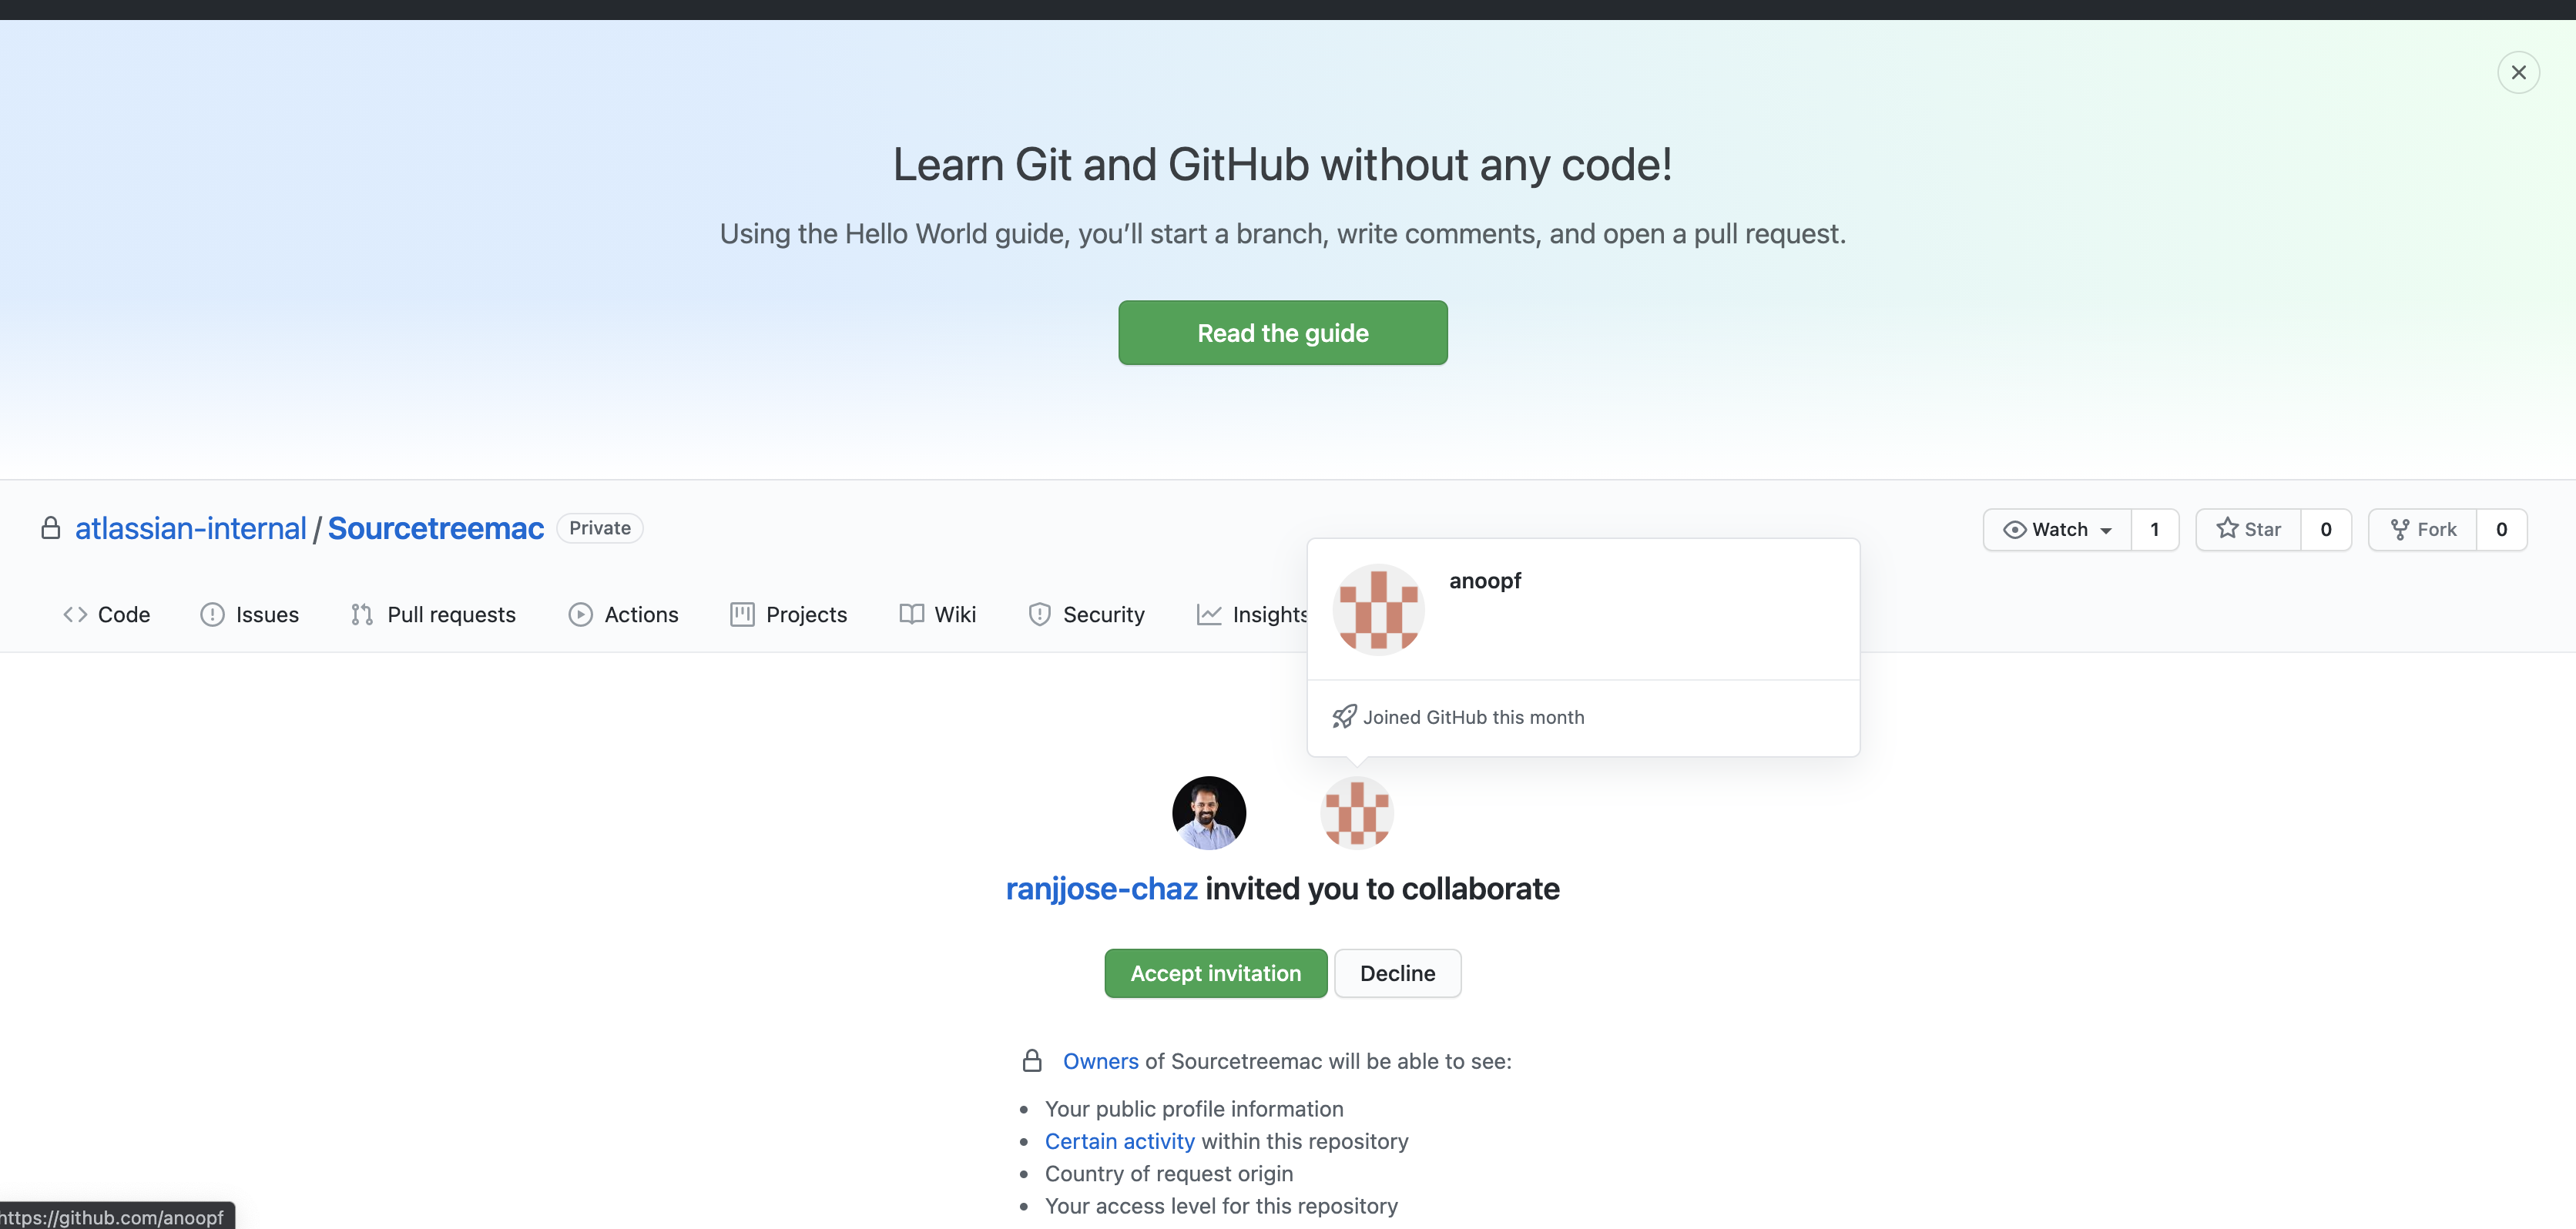 Learn Git and GitHub without any code!
Using the Hello World guide, you’ll start a branch, write comments, and open a pull request.
Read the guide
atlassian-internal / Sourcetreemac Private
Watch 1 Star 0 Fork 0
Code Issues Pull requests Actions Projects Wiki Security Insights
anoopf
Joined GitHub this month
ranjjose-chaz invited you to collaborate
Accept invitation Decline
Owners of Sourcetreemac will be able to see:
• Your public profile information
• Certain activity within this repository
• Country of request origin
• Your access level for this repository
https://github.com/anoopf